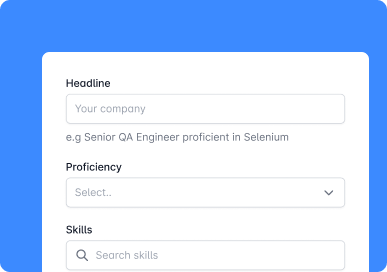 Headline
Your company
e.g Senior QA Engineer proficient in Selenium
Proficiency
Select..
Skills
Search skills